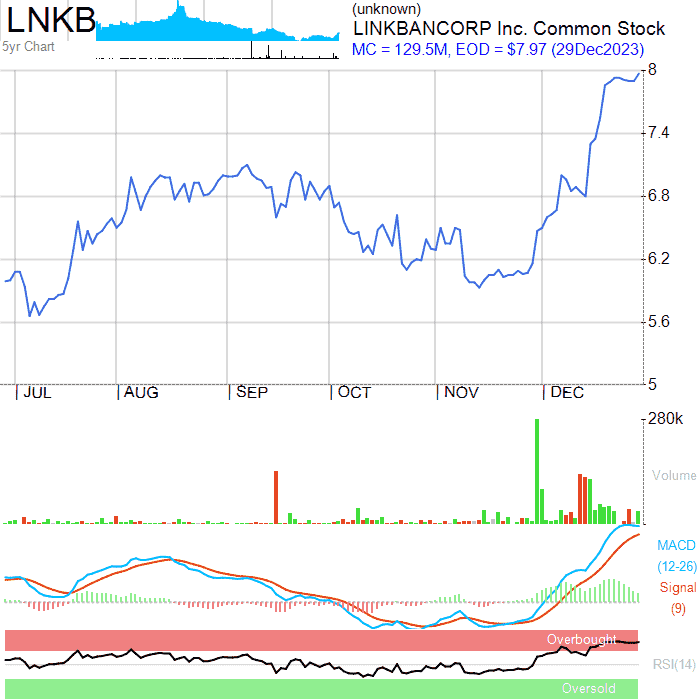 LNKB
5yr Chart
(unknown)
LINKBANCORP Inc. Common Stock
MC = 129.5M, EOD = $7.97 (29Dec2023)
8
7.4
6.8
6.2
5.6
5
JUL AUG SEP OCT NOV DEC
280k
Volume
MACD
(12-26)
Signal
(9)
Overbought
RSI(14)
Oversold